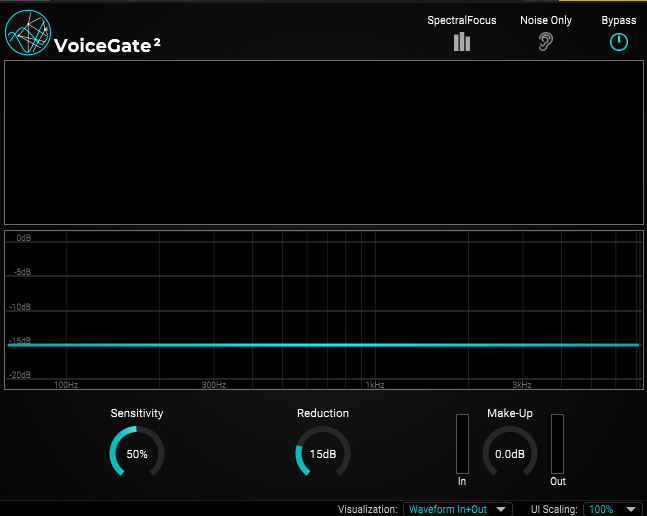 SpectralFocus Noise Only Bypass
VoiceGate²
0dB
-5dB
-10dB
-15dB
-20dB
100Hz 300Hz 1kHz 3kHz
Sensitivity Reduction Make-Up
50% 15dB 0.0dB
In Out
Visualization: Waveform In+Out UI Scaling: 100%